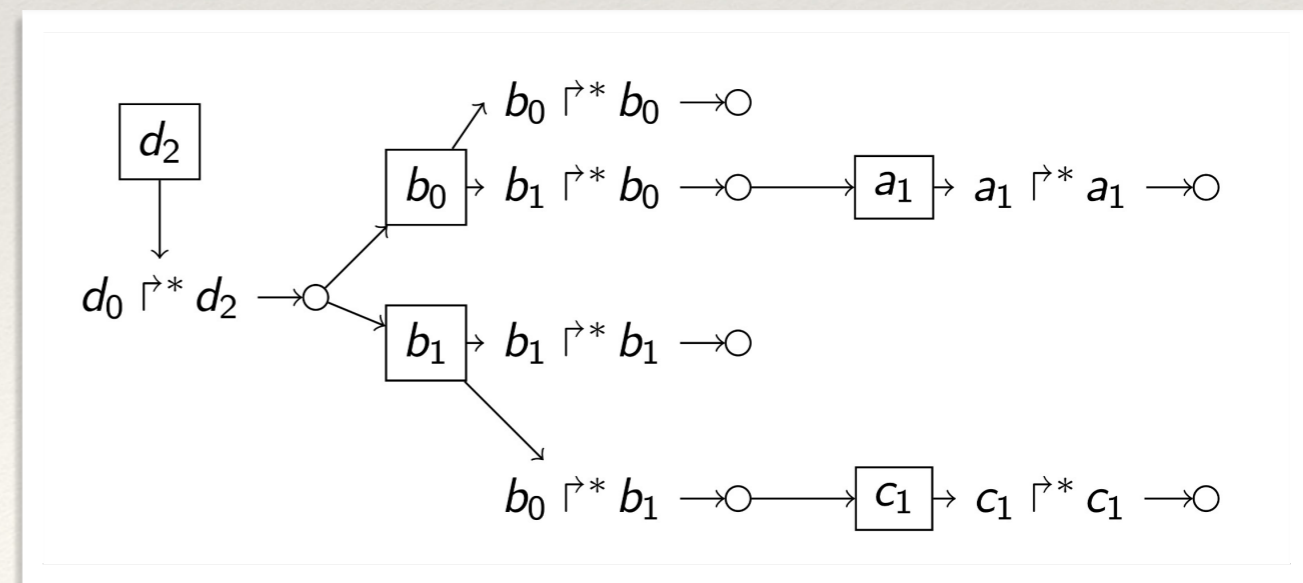 b₀ ↱* b₀
d₂
b₀ b₁ ↱* b₀ a₁ a₁ ↱* a₁
d₀ ↱* d₂
b₁ b₁ ↱* b₁
b₀ ↱* b₁ c₁ c₁ ↱* c₁